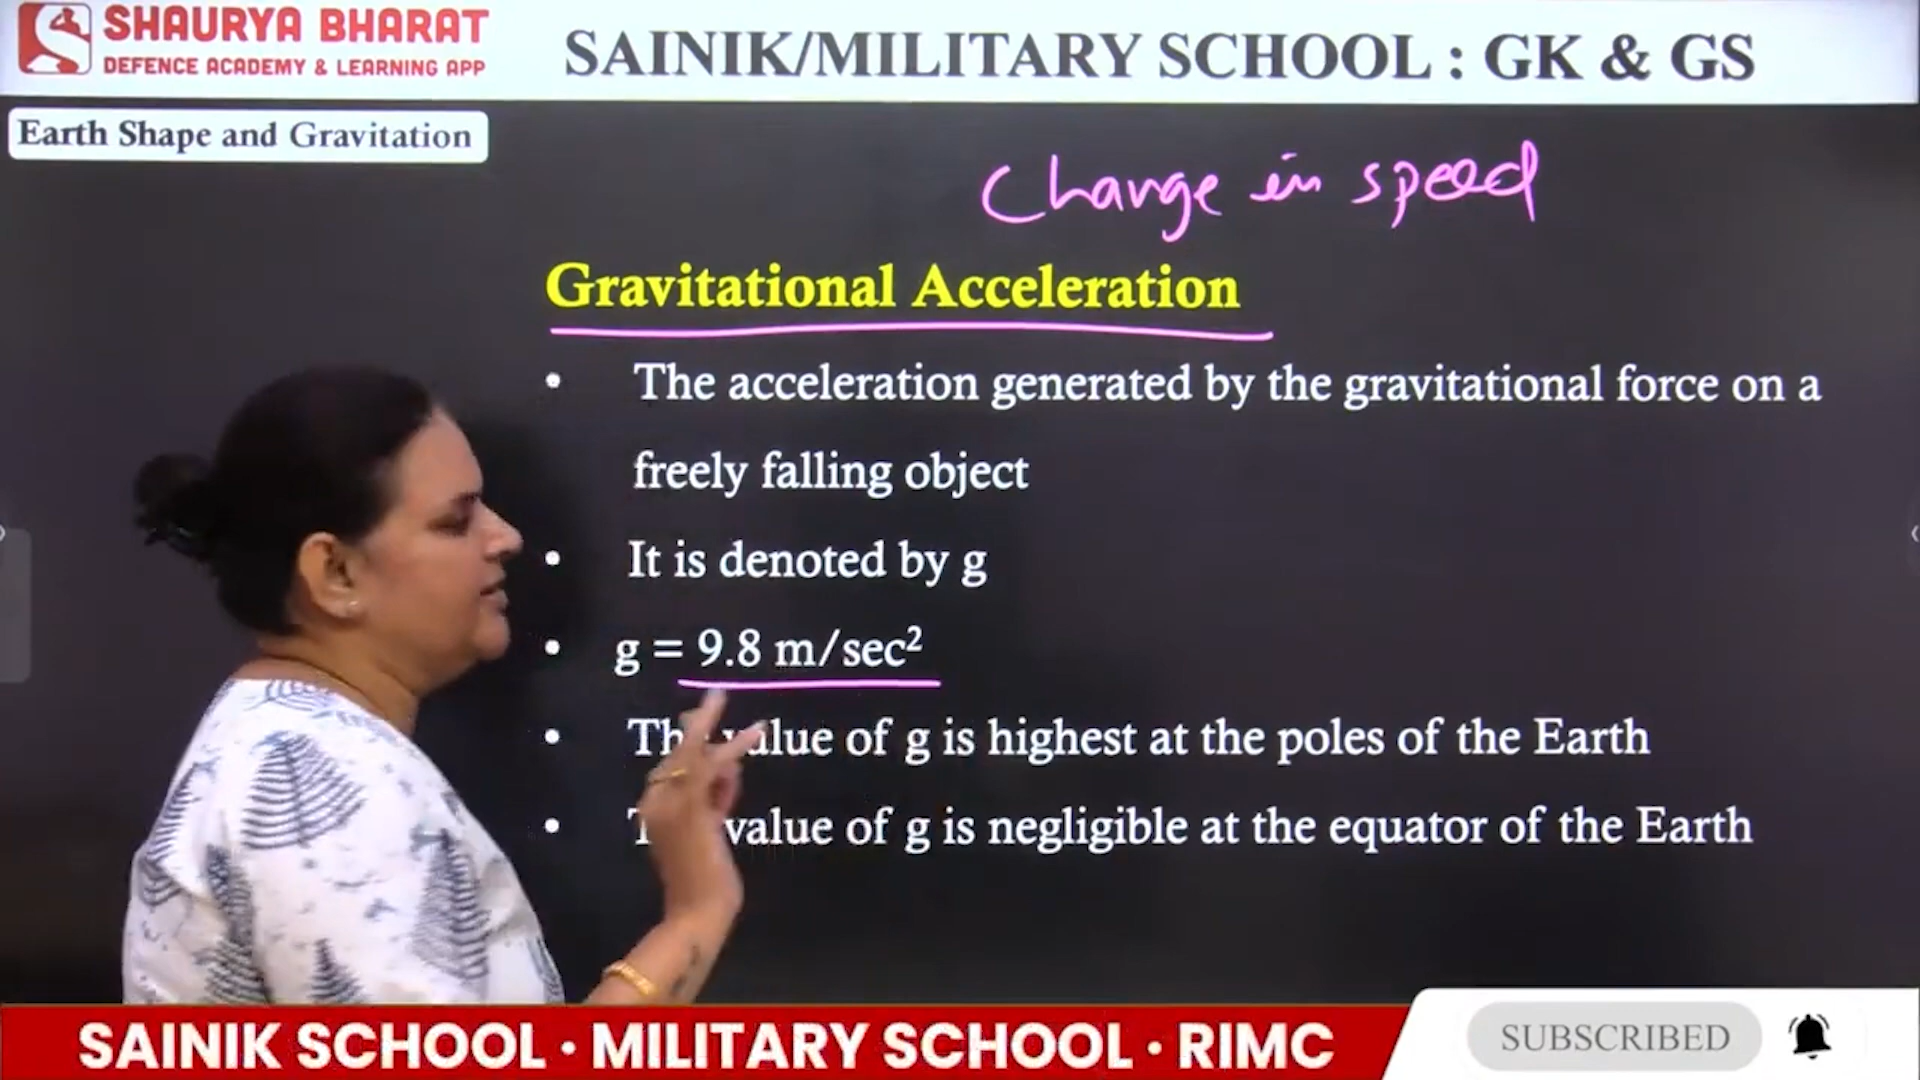 SHAURYA BHARAT
DEFENCE ACADEMY & LEARNING APP
SAINIK/MILITARY SCHOOL : GK & GS
Earth Shape and Gravitation
Change in speed
Gravitational Acceleration
• The acceleration generated by the gravitational force on a
freely falling object
• It is denoted by g
• g = 9.8 m/sec²
• value of g is highest at the poles of the Earth
• value of g is negligible at the equator of the Earth
SAINIK SCHOOL • MILITARY SCHOOL • RIMC
SUBSCRIBED